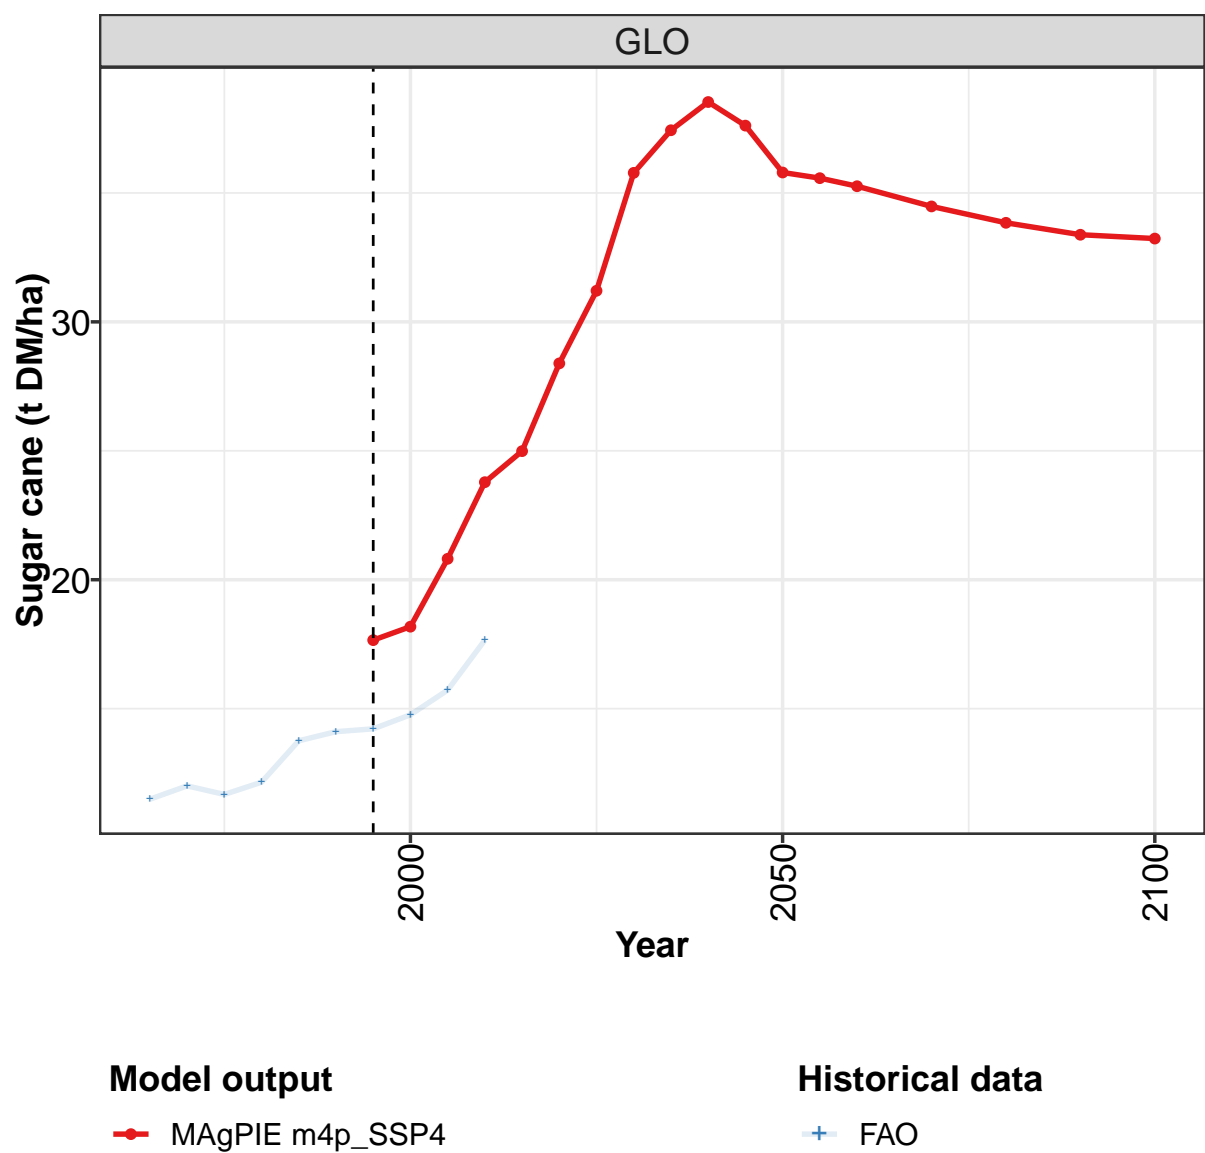 GLO
Sugar cane (t DM/ha)
30
20
2000
2050
2100
Year
Model output
MAgPIE m4p_SSP4
Historical data
FAO